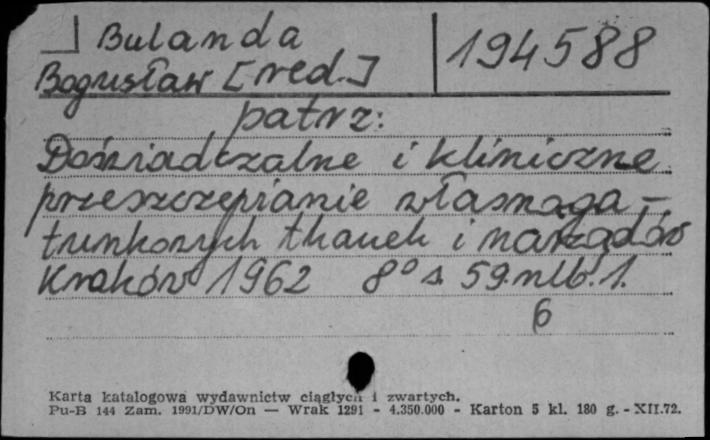 Bulanda
Bogusław [red.]
194588
patrz:
Doświadczalne i kliniczne
przeszczepianie własnoga-
tunkowych tkanek i narządów
Kraków 1962 8° s. 59.nlb. 1.
6
Karta katalogowa wydawnictw ciągłych i zwartych.
Pu-B 144 Zam. 1991/DW/On — Wrak 1291 - 4.350.000 - Karton 5 kl. 180 g. - XII.72.